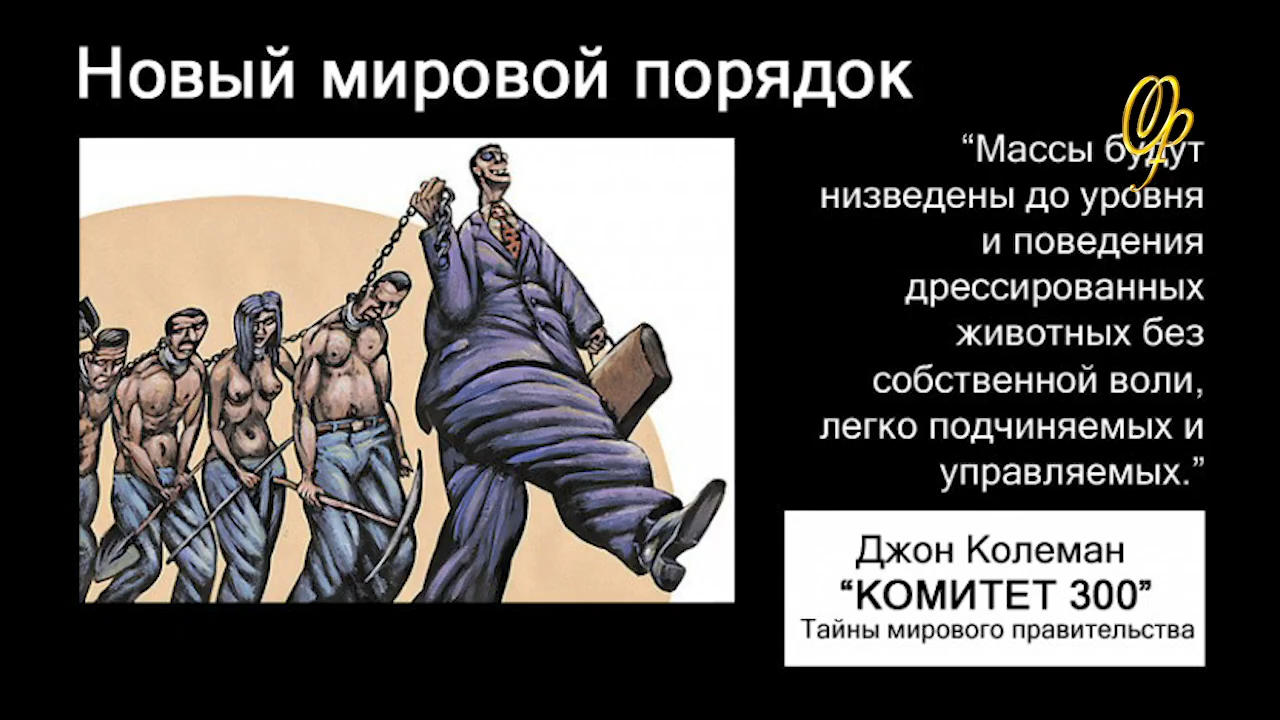 Новый мировой порядок
“Массы будут
низведены до уровня
и поведения
дрессированных
животных без
собственной воли,
легко подчиняемых и
управляемых.”
Джон Колеман
“КОМИТЕТ 300”
Тайны мирового правительства